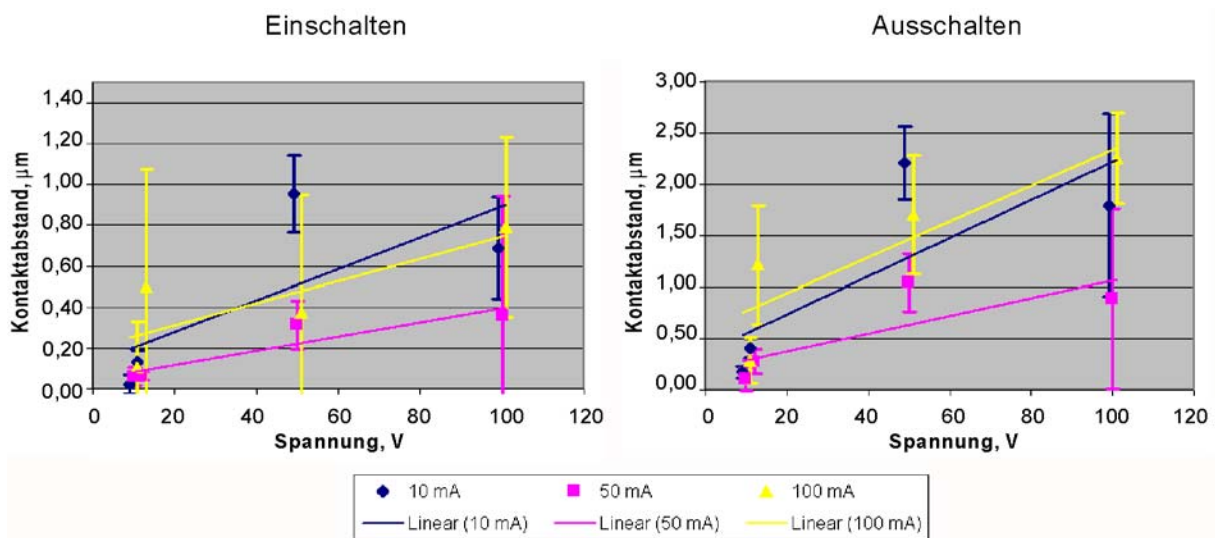 Einschalten
Kontaktabstand, µm
1,40
1,20
1,00
0,80
0,60
0,40
0,20
0,00
0 20 40 60 80 100 120
Spannung, V
Ausschalten
Kontaktabstand, µm
3,00
2,50
2,00
1,50
1,00
0,50
0,00
0 20 40 60 80 100 120
Spannung, V
10 mA 50 mA 100 mA
Linear (10 mA) Linear (50 mA) Linear (100 mA)